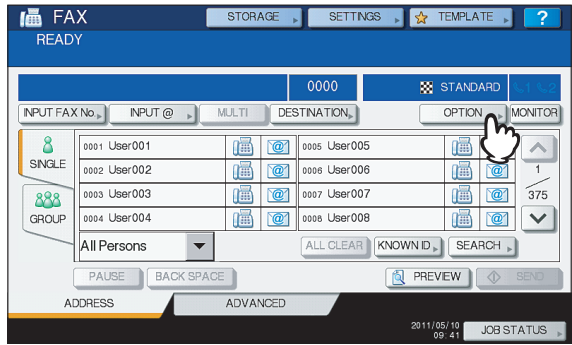 FAX STORAGE SETTINGS TEMPLATE ?
READY
0000 STANDARD
INPUT FAX No. INPUT @ MULTI DESTINATION OPTION MONITOR
SINGLE
0001 User001 @ 0005 User005
0002 User002 @ 0006 User006 @ 1
0003 User003 @ 0007 User007 @ 375
GROUP
0004 User004 @ 0008 User008 @
All Persons ALL CLEAR KNOWN ID SEARCH
PAUSE BACK SPACE PREVIEW SEND
ADDRESS ADVANCED
2011/05/10
09:41 JOB STATUS